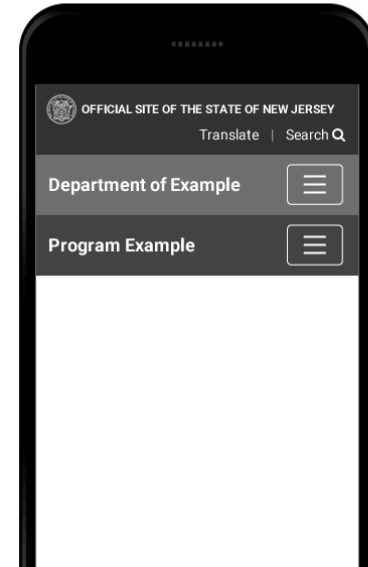 OFFICIAL SITE OF THE STATE OF NEW JERSEY
Translate | Search
Department of Example
Program Example